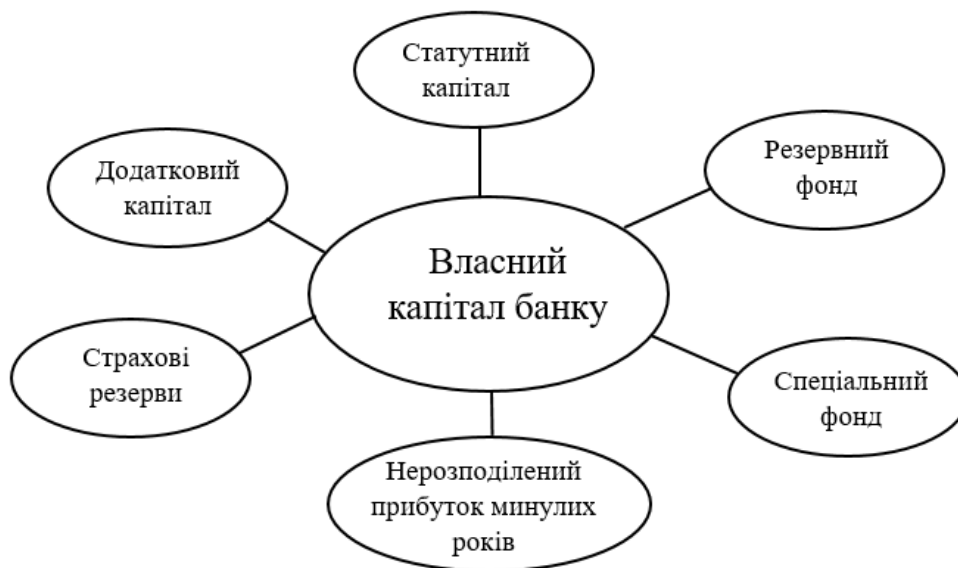 Статутний
капітал
Додатковий
капітал
Резервний
фонд
Власний
капітал банку
Страхові
резерви
Спеціальний
фонд
Нерозподілений
прибуток минулих
років